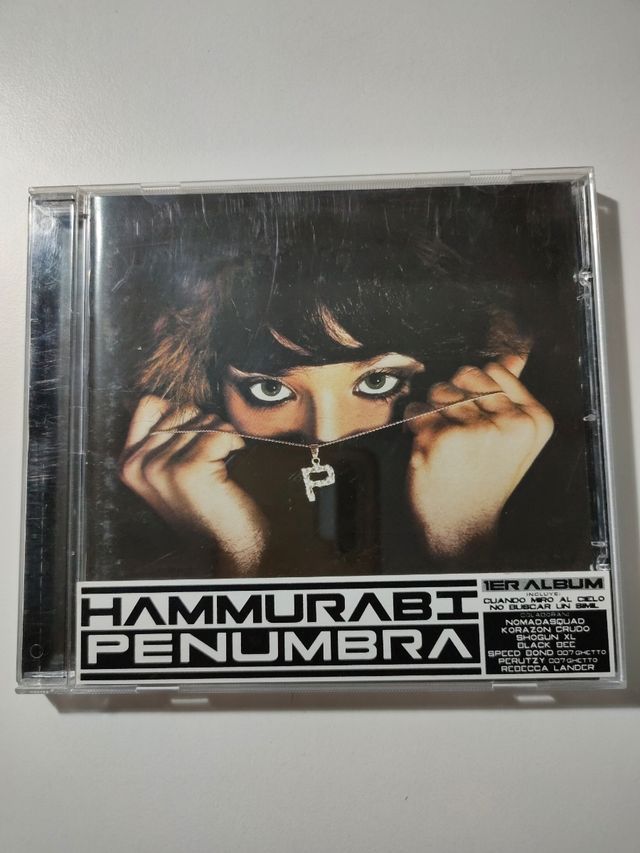 P
HAMMURABI
PENUMBRA
1ER ALBUM
INCLUYE:
CUANDO MIRO AL CIELO
NO BUSCAR UN SIMIL
COLABORAN:
NOMADASQUAD
KORAZON CRUDO
SHOGUN XL
BLACK BEE
SPEED BOND 007 GHETTO
PERUTZY 007 GHETTO
REBECCA LANDER